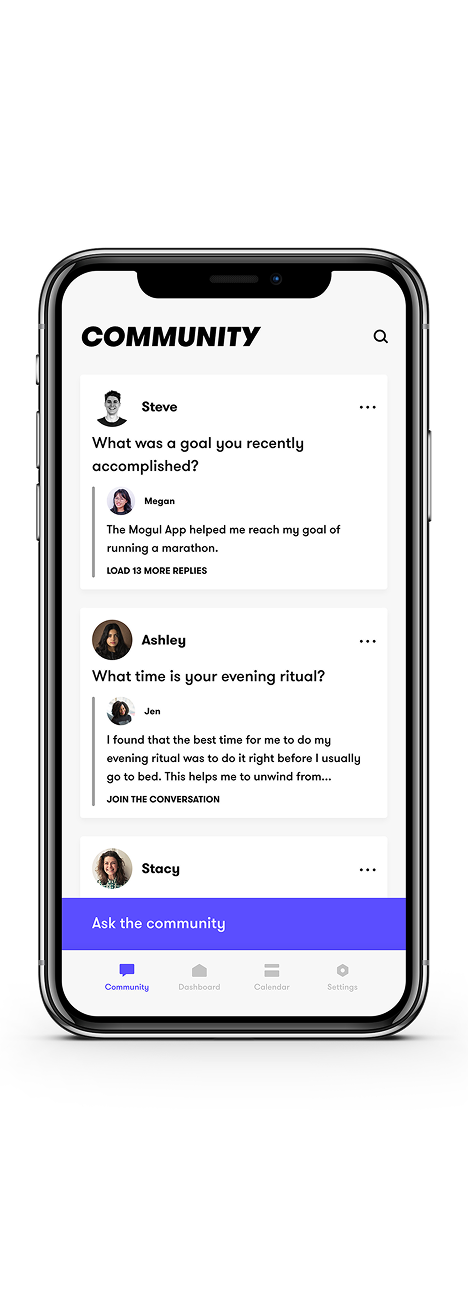 COMMUNITY
Steve
What was a goal you recently
accomplished?
Megan
The Mogul App helped me reach my goal of
running a marathon.
LOAD 13 MORE REPLIES
Ashley
What time is your evening ritual?
Jen
I found that the best time for me to do my
evening ritual was to do it right before I usually
go to bed. This helps me to unwind from...
JOIN THE CONVERSATION
Stacy
Ask the community
Community Dashboard Calendar Settings